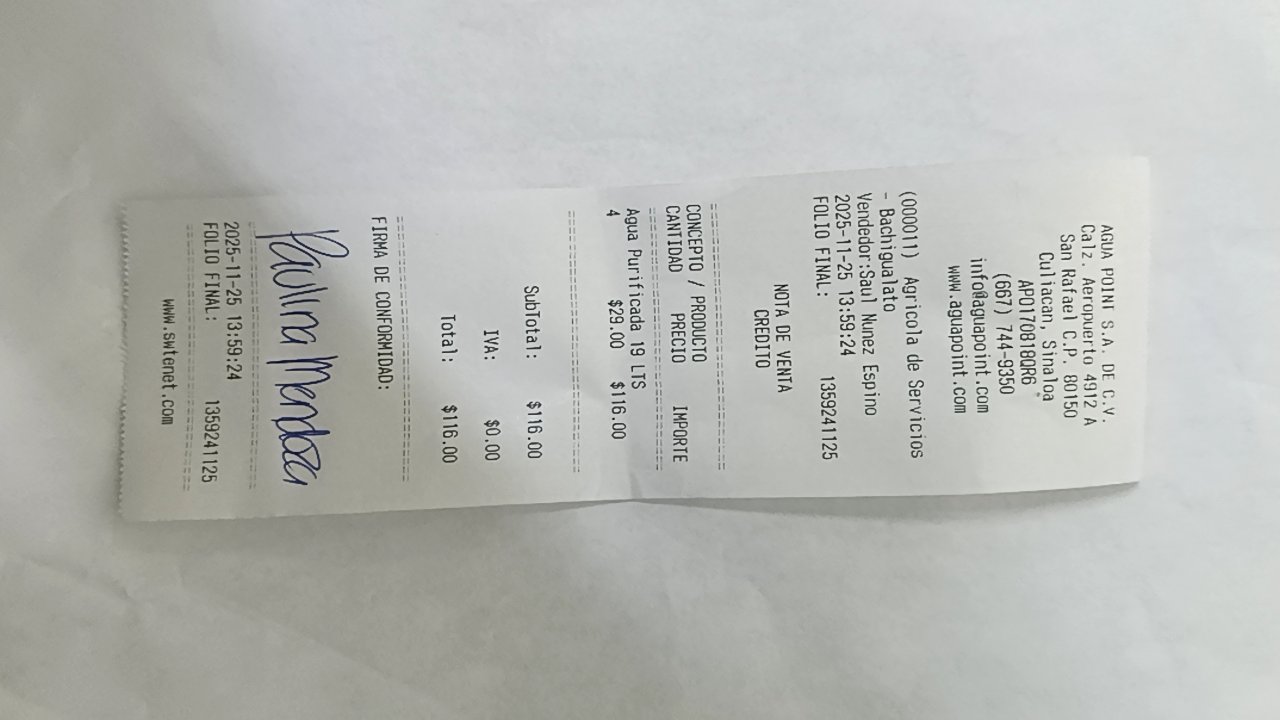 AGUA POINT S.A. DE C.V.
Calz. Aeropuerto 4912 A
San Rafael C.P. 80150
Culiacan, Sinaloa
APO170818QR6
(667) 744-9350
info@aguapoint.com
www.aguapoint.com
(000011) Agricola de Servicios
- Bachigualato
Vendedor:Saul Nunez Espino
2025-11-25 13:59:24
FOLIO FINAL: 1359241125
NOTA DE VENTA
CREDITO
CONCEPTO / PRODUCTO
CANTIDAD PRECIO IMPORTE
Agua Purificada 19 LTS
4 $29.00 $116.00
SubTotal: $116.00
IVA: $0.00
Total: $116.00
FIRMA DE CONFORMIDAD:
Paulina Mendoza
2025-11-25 13:59:24
FOLIO FINAL: 1359241125
www.swtenet.com